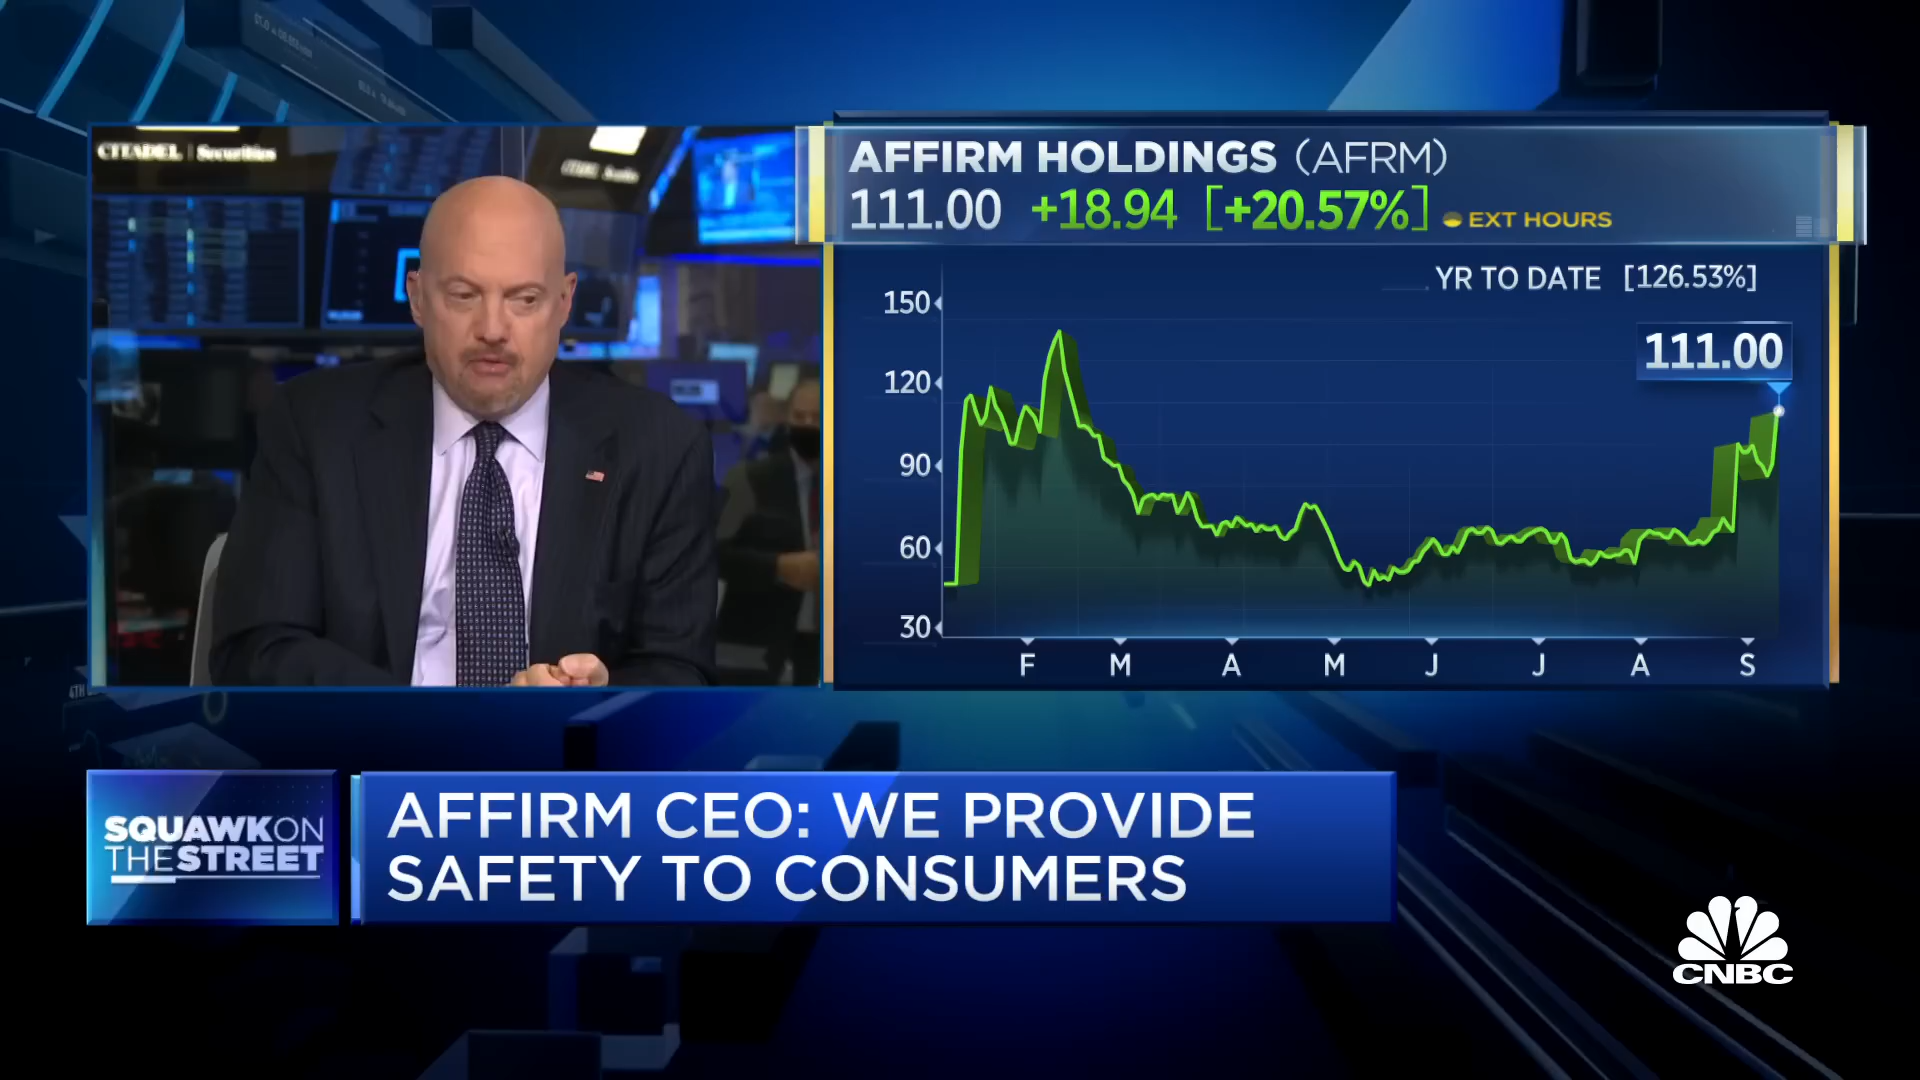 CITADEL | Securities
AFFIRM HOLDINGS (AFRM)
111.00 +18.94 [+20.57%] EXT HOURS
YR TO DATE [126.53%]
111.00
150
120
90
60
30
F M A M J J A S
SQUAWK ON
THE STREET
AFFIRM CEO: WE PROVIDE
SAFETY TO CONSUMERS
CNBC